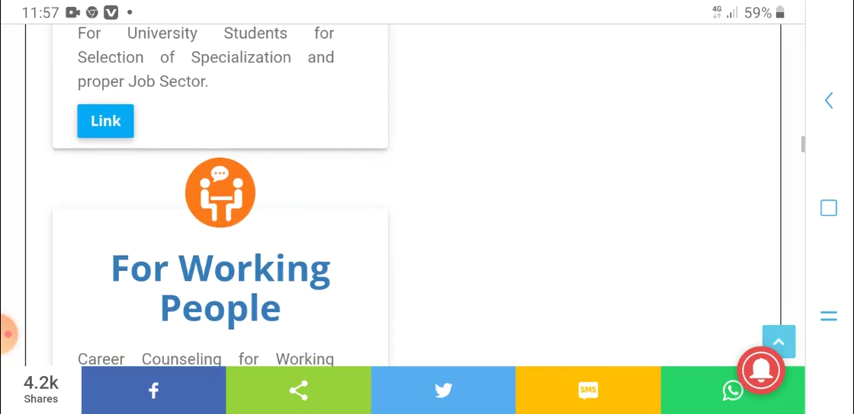 11:57
4G 59%
For University Students for
Selection of Specialization and
proper Job Sector.
Link
For Working
People
Career Counseling for Working
4.2k
Shares
SMS